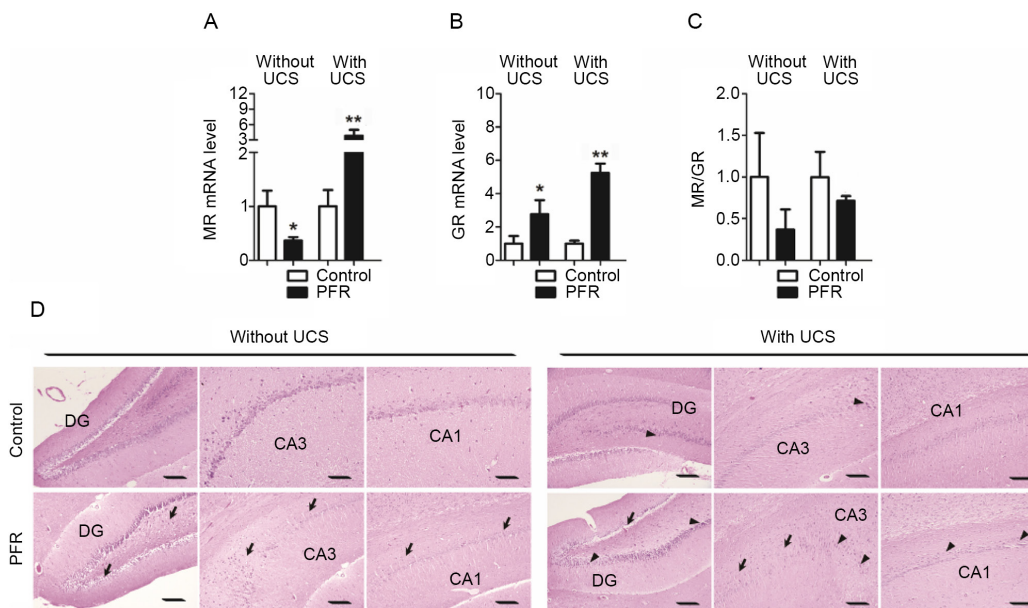 A
B
C
Without UCS
With UCS
Without UCS
With UCS
Without UCS
With UCS
MR mRNA level
12
9
6
3
2
1
0
*
**
Control
PFR
GR mRNA level
10
8
6
4
2
0
*
**
Control
PFR
MR/GR
2.0
1.5
1.0
0.5
0.0
Control
PFR
D
Without UCS
With UCS
Control
DG
CA3
CA1
DG
CA3
CA1
PFR
DG
CA3
CA1
DG
CA3
CA1